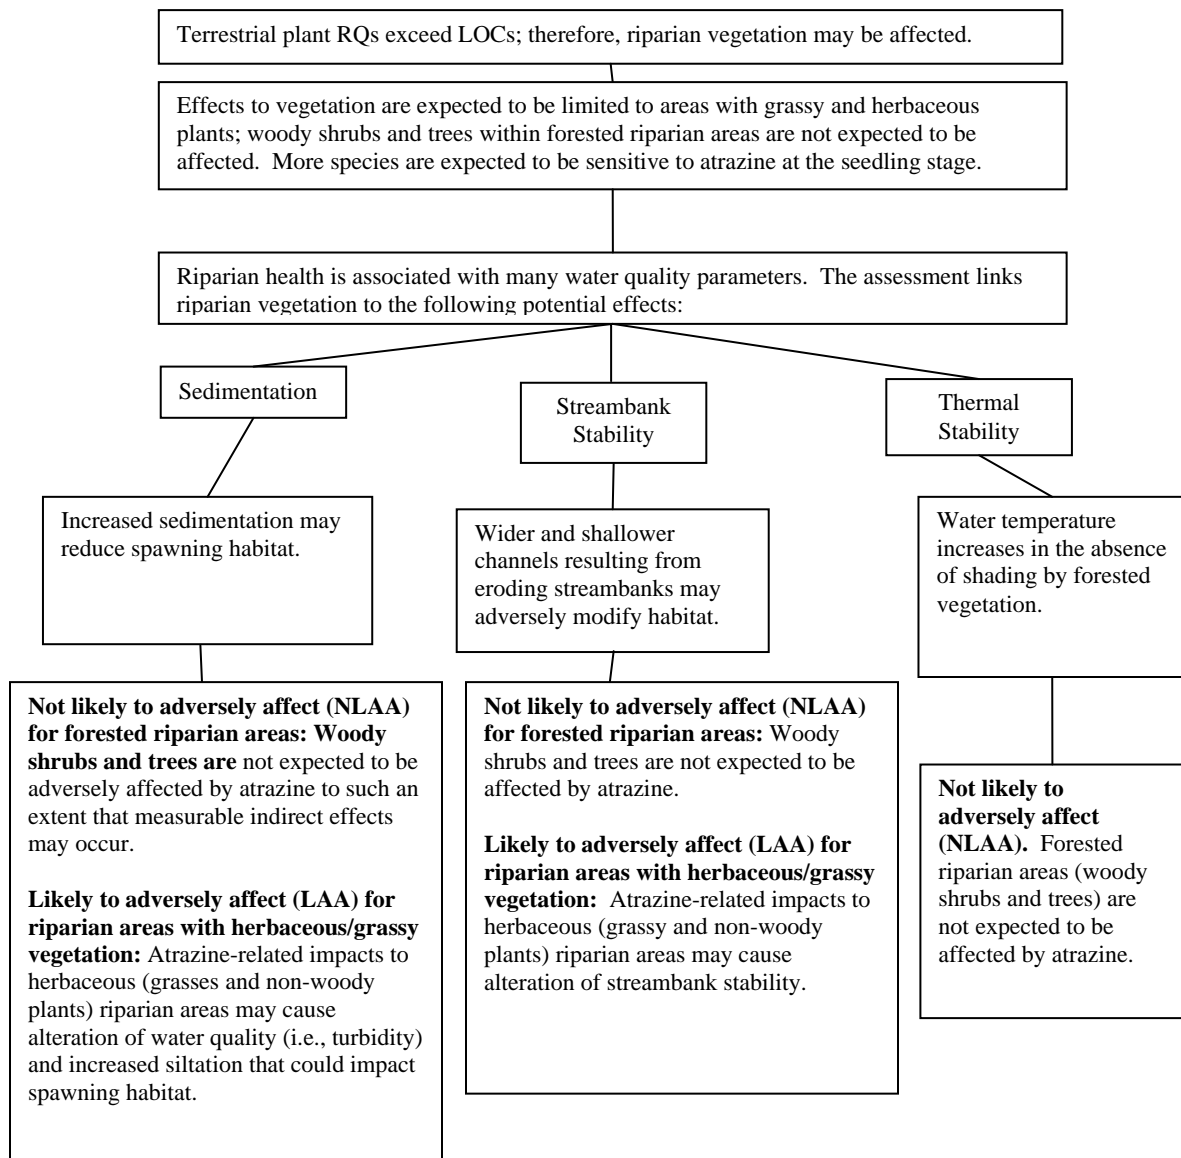 Terrestrial plant RQs exceed LOCs; therefore, riparian vegetation may be affected.
Effects to vegetation are expected to be limited to areas with grassy and herbaceous
plants; woody shrubs and trees within forested riparian areas are not expected to be
affected.  More species are expected to be sensitive to atrazine at the seedling stage.
Riparian health is associated with many water quality parameters.  The assessment links
riparian vegetation to the following potential effects:
Sedimentation
Streambank
Stability
Thermal
Stability
Increased sedimentation may
reduce spawning habitat.
Wider and shallower
channels resulting from
eroding streambanks may
adversely modify habitat.
Water temperature
increases in the absence
of shading by forested
vegetation.
Not likely to adversely affect (NLAA)
for forested riparian areas: Woody
shrubs and trees are not expected to be
adversely affected by atrazine to such an
extent that measurable indirect effects
may occur.
Likely to adversely affect (LAA) for
riparian areas with herbaceous/grassy
vegetation: Atrazine-related impacts to
herbaceous (grasses and non-woody
plants) riparian areas may cause
alteration of water quality (i.e., turbidity)
and increased siltation that could impact
spawning habitat.
Not likely to adversely affect (NLAA)
for forested riparian areas: Woody
shrubs and trees are not expected to be
affected by atrazine.
Likely to adversely affect (LAA) for
riparian areas with herbaceous/grassy
vegetation:  Atrazine-related impacts to
herbaceous (grassy and non-woody
plants) riparian areas may cause
alteration of streambank stability.
Not likely to
adversely affect
(NLAA).  Forested
riparian areas (woody
shrubs and trees) are
not expected to be
affected by atrazine.